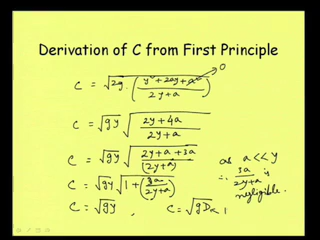 Derivation of C from First Principle
C = √2g . ( y² + 2ay + a² / 2y+a ) → 0
C = √gy √ 2y + 4a / 2y+a
C = √gy √ 2y + a + 3a / (2y+a)
C = √gy √ 1 + ( 3a / 2y+a )
C = √gy , C = √gD
as a << y
∴ 3a / 2y+a is
negligible.